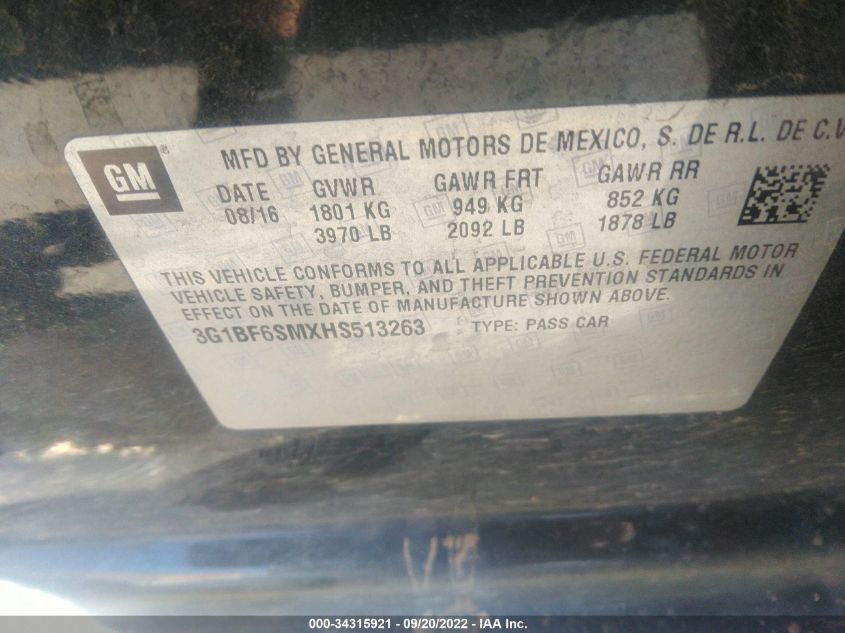 GM ®
MFD BY GENERAL MOTORS DE MEXICO, S. DE R.L. DE C.V
DATE GVWR GAWR FRT GAWR RR
08/16 1801 KG 949 KG 852 KG
3970 LB 2092 LB 1878 LB
THIS VEHICLE CONFORMS TO ALL APPLICABLE U.S. FEDERAL MOTOR
VEHICLE SAFETY, BUMPER, AND THEFT PREVENTION STANDARDS IN
EFFECT ON THE DATE OF MANUFACTURE SHOWN ABOVE.
3G1BF6SMXHS513263 TYPE: PASS CAR
000-34315921 - 09/20/2022 - IAA Inc.